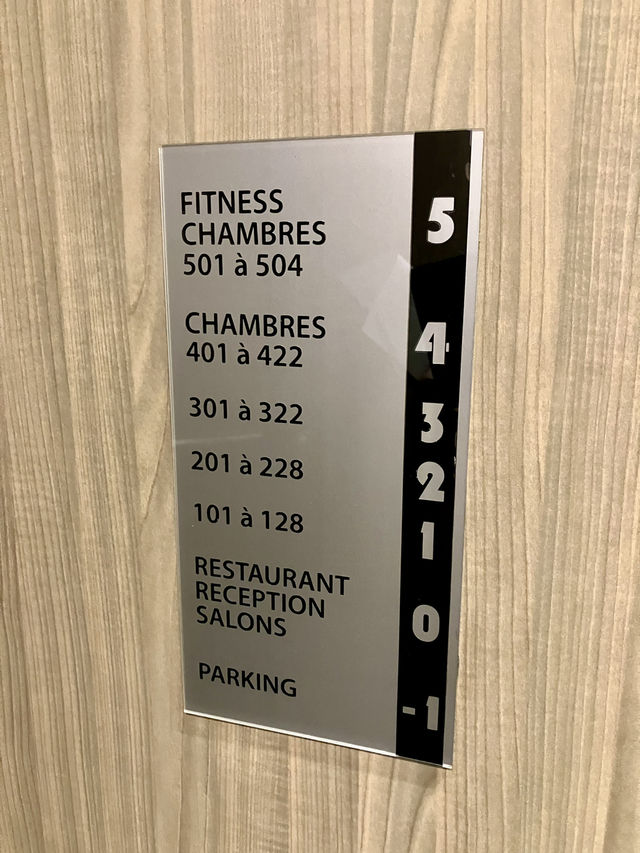 FITNESS
CHAMBRES
501 à 504
5
CHAMBRES
401 à 422
4
301 à 322
3
201 à 228
2
101 à 128
1
RESTAURANT
RECEPTION
SALONS
0
PARKING
-1